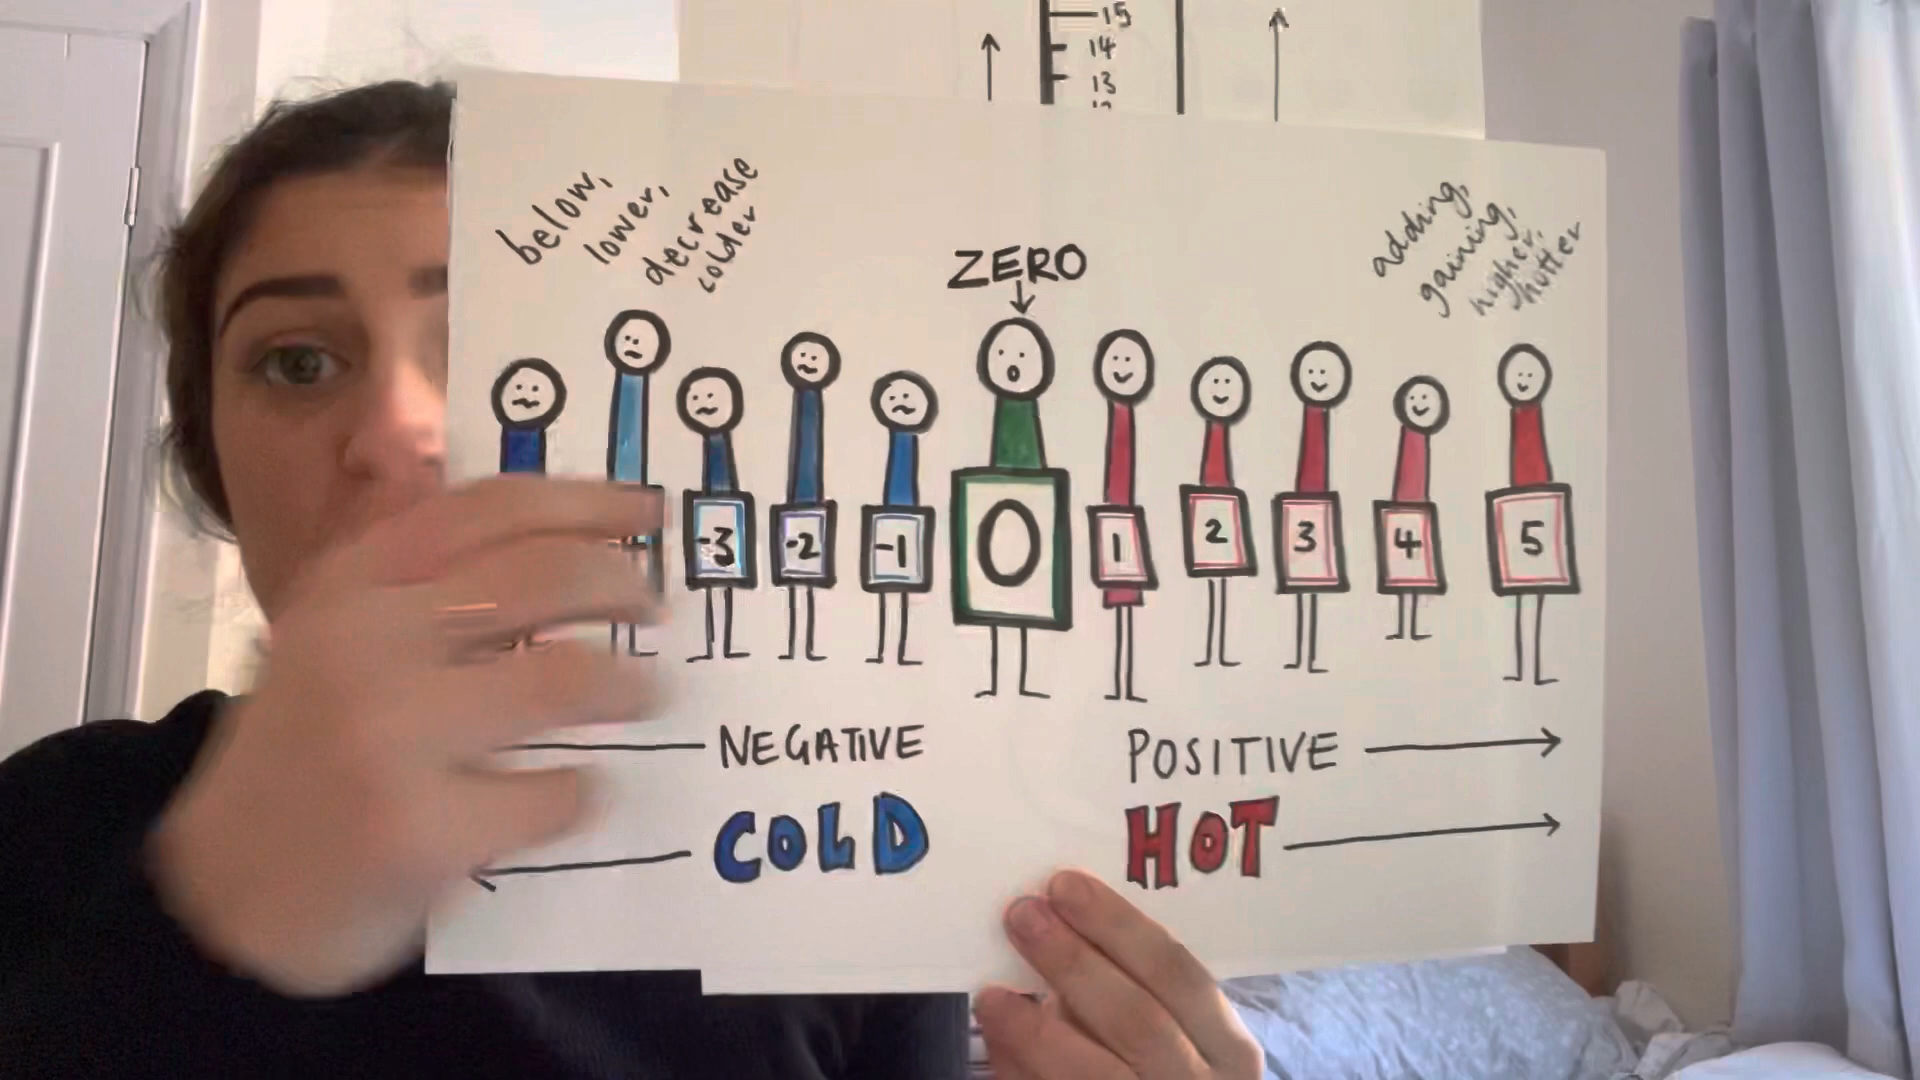 15
14
13
below,
lower,
decrease
colder
adding,
gaining,
higher,
hotter
ZERO
-3 -2 -1 0 1 2 3 4 5
NEGATIVE POSITIVE
COLD HOT